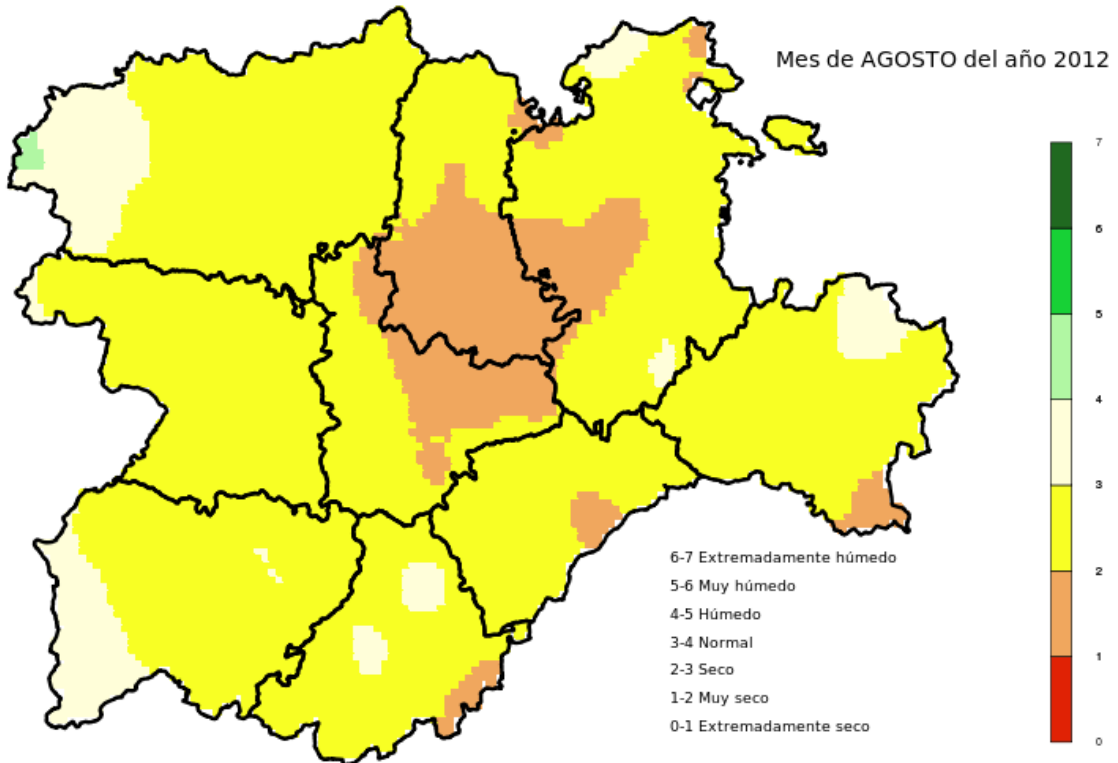 Mes de AGOSTO del año 2012
7
6
5
4
3
2
1
0
6-7 Extremadamente húmedo
5-6 Muy húmedo
4-5 Húmedo
3-4 Normal
2-3 Seco
1-2 Muy seco
0-1 Extremadamente seco